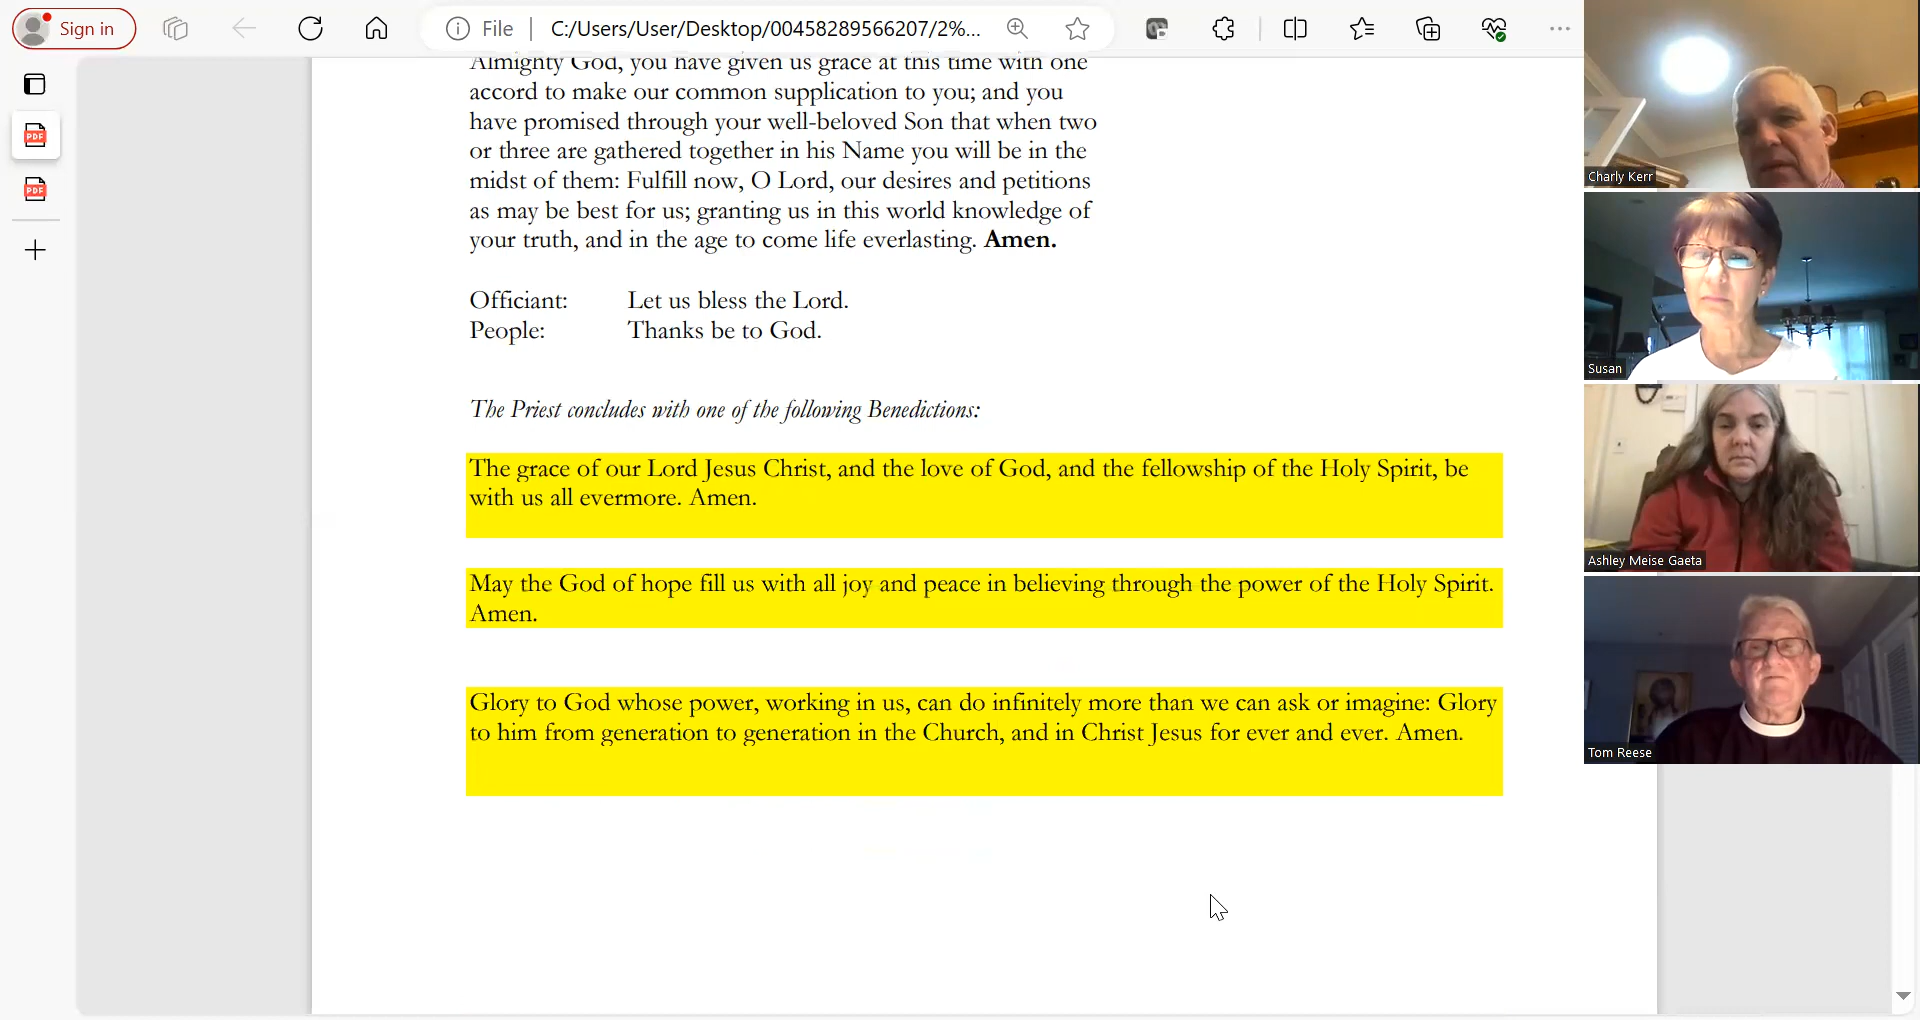 Sign in
File
C:/Users/User/Desktop/00458289566207/2%...
Almighty God, you have given us grace at this time with one
accord to make our common supplication to you; and you
have promised through your well-beloved Son that when two
or three are gathered together in his Name you will be in the
midst of them: Fulfill now, O Lord, our desires and petitions
as may be best for us; granting us in this world knowledge of
your truth, and in the age to come life everlasting. Amen.
Officiant: Let us bless the Lord.
People: Thanks be to God.
The Priest concludes with one of the following Benedictions:
The grace of our Lord Jesus Christ, and the love of God, and the fellowship of the Holy Spirit, be
with us all evermore. Amen.
May the God of hope fill us with all joy and peace in believing through the power of the Holy Spirit.
Amen.
Glory to God whose power, working in us, can do infinitely more than we can ask or imagine: Glory
to him from generation to generation in the Church, and in Christ Jesus for ever and ever. Amen.
PDF
PDF
Charly Kerr
Susan
Ashley Meise Gaeta
Tom Reese